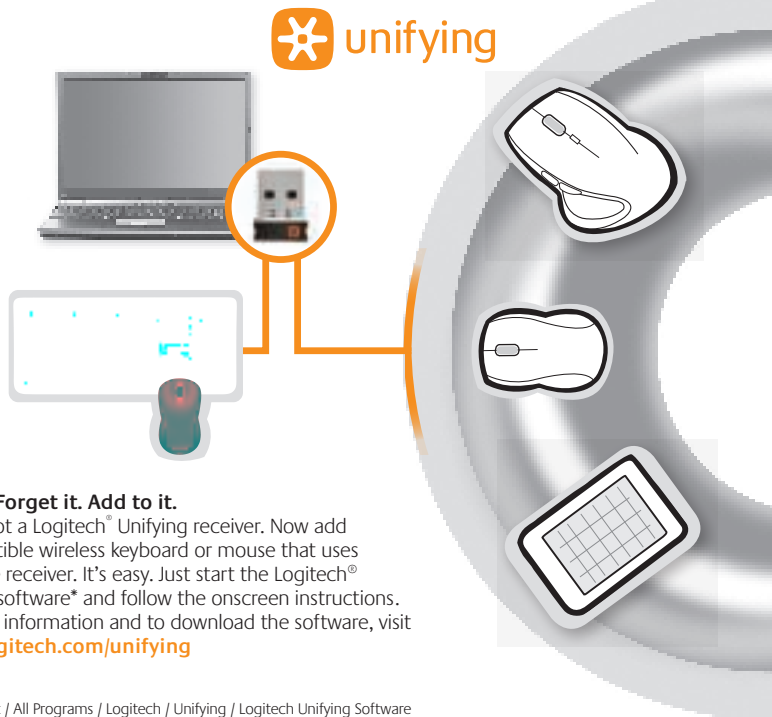 unifying
Forget it. Add to it.
a Logitech® Unifying receiver. Now add
wireless keyboard or mouse that uses
receiver. It's easy. Just start the Logitech®
software* and follow the onscreen instructions.
information and to download the software, visit
gitech.com/unifying
/ All Programs / Logitech / Unifying / Logitech Unifying Software